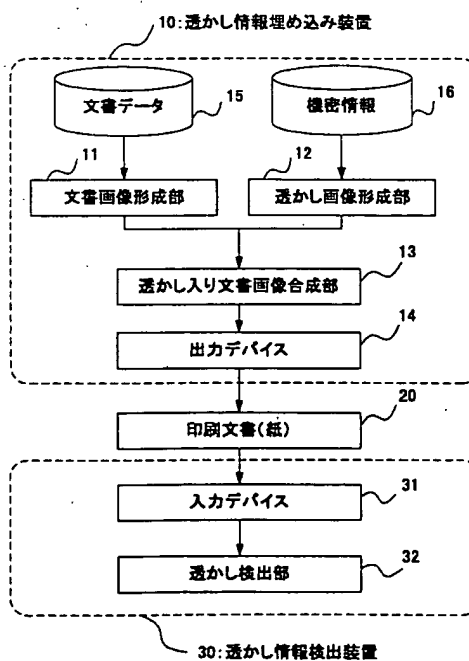 10:透かし情報埋め込み装置
文書データ
15
機密情報
16
11
文書画像形成部
12
透かし画像形成部
13
透かし入り文書画像合成部
14
出力デバイス
20
印刷文書(紙)
31
入力デバイス
32
透かし検出部
30:透かし情報検出装置